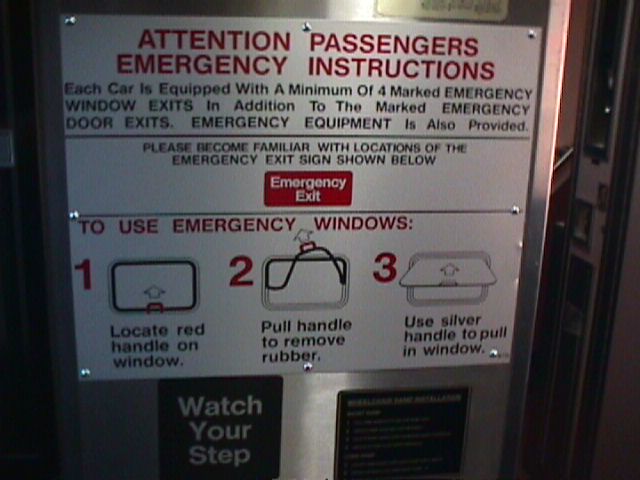 ATTENTION PASSENGERS
EMERGENCY INSTRUCTIONS
Each Car Is Equipped With A Minimum Of 4 Marked EMERGENCY
WINDOW EXITS In Addition To The Marked EMERGENCY
DOOR EXITS. EMERGENCY EQUIPMENT Is Also Provided.
PLEASE BECOME FAMILIAR WITH LOCATIONS OF THE
EMERGENCY EXIT SIGN SHOWN BELOW
Emergency
Exit
TO USE EMERGENCY WINDOWS:
1
Locate red
handle on
window.
2
Pull handle
to remove
rubber.
3
Use silver
handle to pull
in window.
Watch
Your
Step
WHEELCHAIR RAMP INSTALLATION